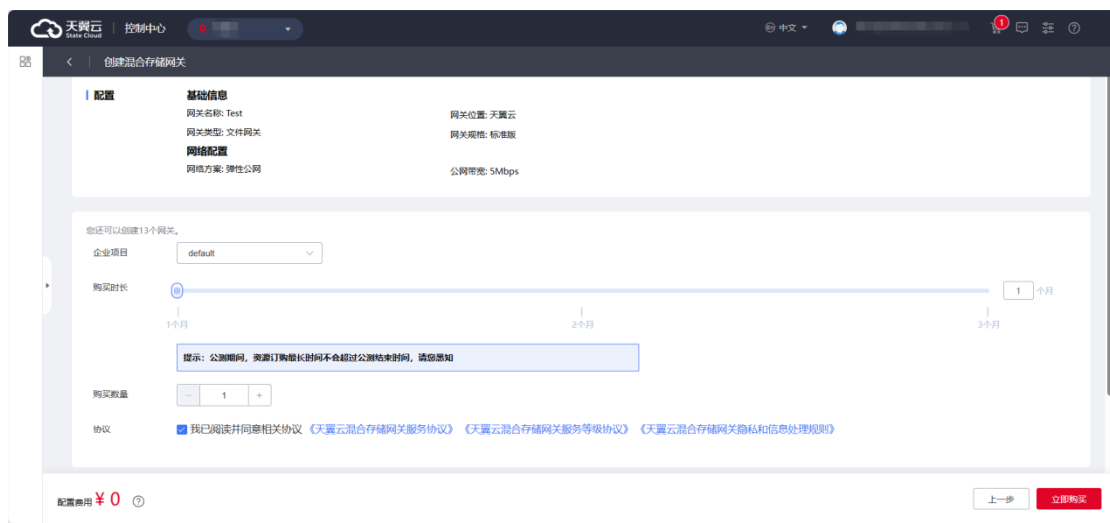 天翼云 State Cloud | 控制中心 中文 1
创建混合存储网关
配置 基础信息
网关名称: Test 网关位置: 天翼云
网关类型: 文件网关 网关规格: 标准版
网络配置
网络方案: 弹性公网 公网带宽: 5Mbps
您还可以创建13个网关。
企业项目 default
购买时长 1 个月
1个月 2个月 3个月
提示：公测期间，资源订购最长时间不会超过公测结束时间，请您悉知
购买数量 − 1 +
协议 我已阅读并同意相关协议《天翼云混合存储网关服务协议》《天翼云混合存储网关服务等级协议》《天翼云混合存储网关隐私和信息处理规则》
配置费用 ¥ 0 上一步 立即购买